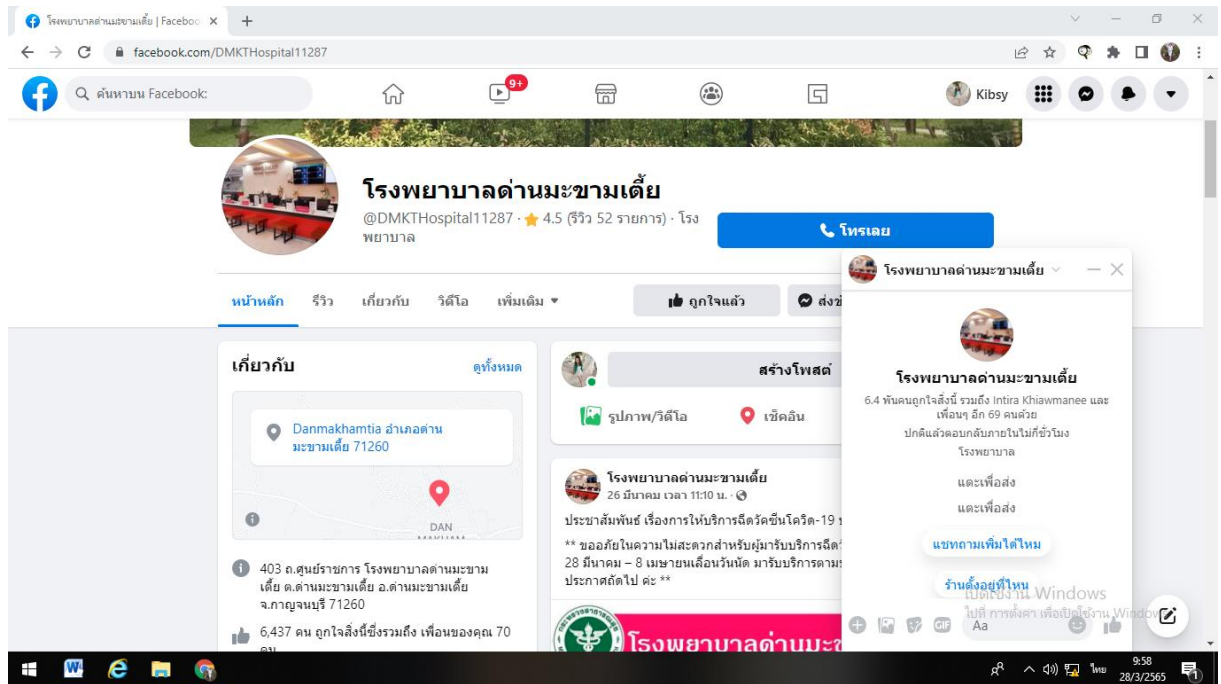 โรงพยาบาลด่านมะขามเตี้ย | Faceboo
facebook.com/DMKTHospital11287
ค้นหาบน Facebook:
9+
Kibsy
โรงพยาบาลด่านมะขามเตี้ย
@DMKTHospital11287 · 4.5 (รีวิว 52 รายการ) · โรง
พยาบาล
โทรเลย
หน้าหลัก รีวิว เกี่ยวกับ วิดีโอ เพิ่มเติม
ถูกใจแล้ว
เกี่ยวกับ ดูทั้งหมด
Danmakhamtia อำเภอด่าน
มะขามเตี้ย 71260
DAN
403 ถ.ศูนย์ราชการ โรงพยาบาลด่านมะขาม
เตี้ย ต.ด่านมะขามเตี้ย อ.ด่านมะขามเตี้ย
จ.กาญจนบุรี 71260
6,437 คน ถูกใจสิ่งนี้ซึ่งรวมถึง เพื่อนของคุณ 70
คน
สร้างโพสต์
รูปภาพ/วิดีโอ เช็คอิน
โรงพยาบาลด่านมะขามเตี้ย
26 มีนาคม เวลา 11:10 น. ·
ประชาสัมพันธ์ เรื่องการให้บริการฉีดวัคซีนโควิด-19
** ขออภัยในความไม่สะดวกสำหรับผู้มารับบริการฉีด
28 มีนาคม – 8 เมษายนเลื่อนวันนัด มารับบริการตาม
ประกาศถัดไป ค่ะ **
โรงพยาบาลด่านมะข
โรงพยาบาลด่านมะขามเตี้ย
โรงพยาบาลด่านมะขามเตี้ย
6.4 พันคนถูกใจสิ่งนี้ รวมถึง Intira Khiawmanee และ
เพื่อนๆ อีก 69 คนด้วย
ปกติแล้วตอบกลับภายในไม่กี่ชั่วโมง
โรงพยาบาล
แตะเพื่อส่ง
แตะเพื่อส่ง
แชทถามเพิ่มได้ไหม
ร้านตั้งอยู่ที่ไหน
เปิดใช้งาน Windows
ไปที่ การตั้งค่า เพื่อเปิดใช้งาน Windows
GIF Aa
ไทย
9:58
28/3/2565
1